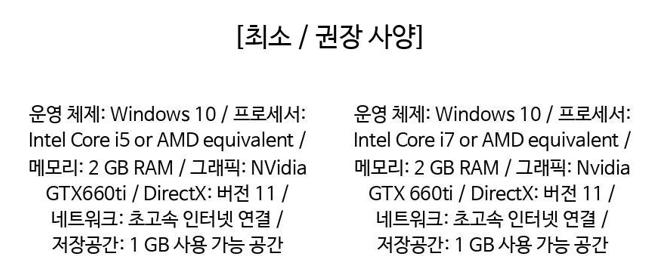 [최소 / 권장 사양]
운영 체제: Windows 10 / 프로세서:
Intel Core i5 or AMD equivalent /
메모리: 2 GB RAM / 그래픽: NVidia
GTX660ti / DirectX: 버전 11 /
네트워크: 초고속 인터넷 연결 /
저장공간: 1 GB 사용 가능 공간
운영 체제: Windows 10 / 프로세서:
Intel Core i7 or AMD equivalent /
메모리: 2 GB RAM / 그래픽: Nvidia
GTX 660ti / DirectX: 버전 11 /
네트워크: 초고속 인터넷 연결 /
저장공간: 1 GB 사용 가능 공간